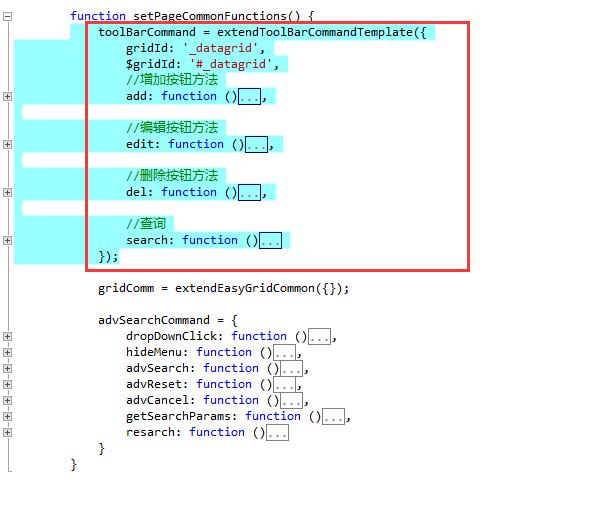 function setPageCommonFunctions() {
toolBarCommand = extendToolBarCommandTemplate({
gridId: '_datagrid',
$gridId: '#_datagrid',
//增加按钮方法
add: function ()...,
//编辑按钮方法
edit: function ()...,
//删除按钮方法
del: function ()...,
//查询
search: function ()...
});
gridComm = extendEasyGridCommon({});
advSearchCommand = {
dropDownClick: function ()...,
hideMenu: function ()...,
advSearch: function ()...,
advReset: function ()...,
advCancel: function ()...,
getSearchParams: function ()...,
resarch: function ()...
}
}